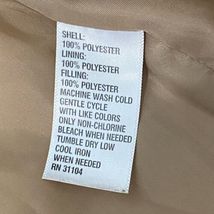 SHELL:
100% POLYESTER
LINING:
100% POLYESTER
FILLING:
100% POLYESTER
MACHINE WASH COLD
GENTLE CYCLE
WITH LIKE COLORS
ONLY NON-CHLORINE
BLEACH WHEN NEEDED
TUMBLE DRY LOW
COOL IRON
WHEN NEEDED
RN 31104